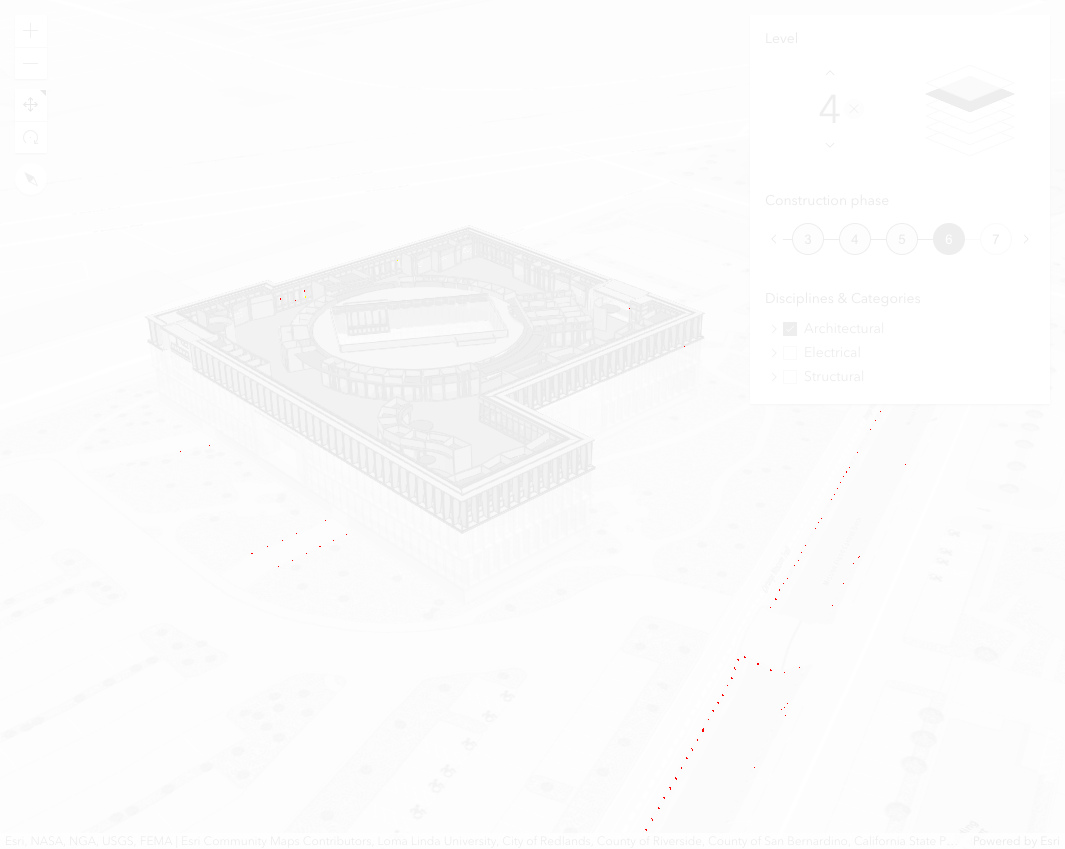 Level
4
Construction phase
3 4 5 6 7
Disciplines & Categories
Architectural
Electrical
Structural
Esri, NASA, NGA, USGS, FEMA | Esri Community Maps Contributors, Loma Linda University, City of Redlands, County of Riverside, County of San Bernardino, California State P... Powered by Esri